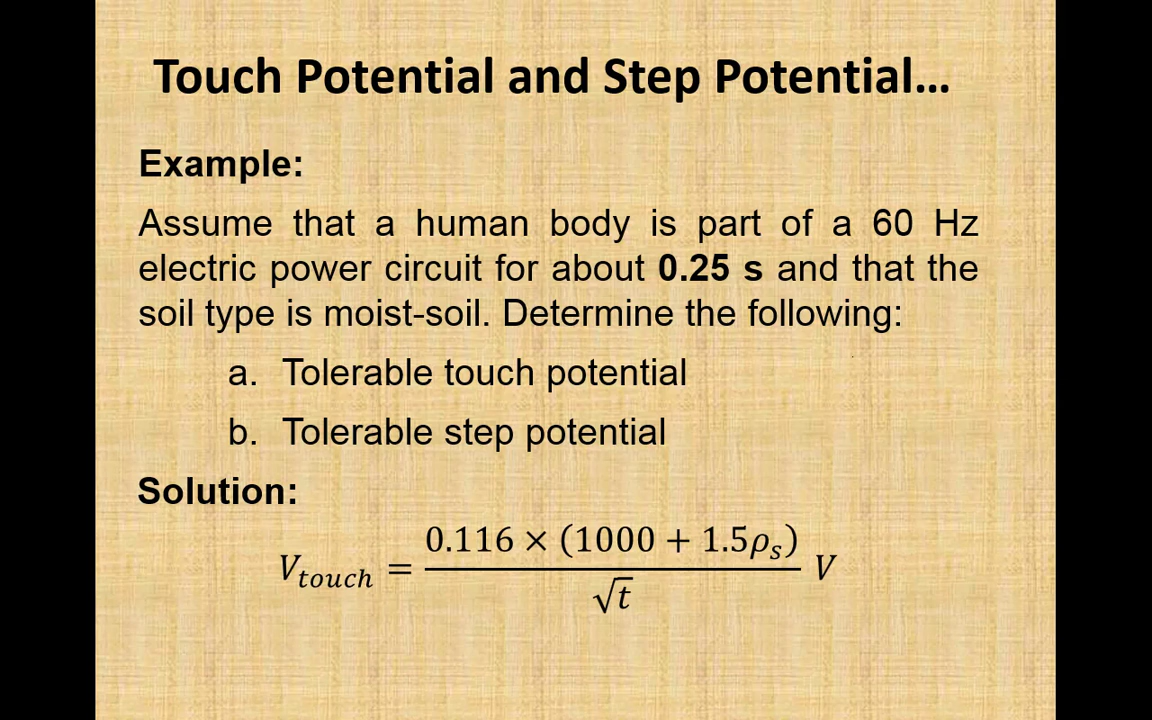 Touch Potential and Step Potential…
Example:
Assume that a human body is part of a 60 Hz
electric power circuit for about 0.25 s and that the
soil type is moist-soil. Determine the following:
a. Tolerable touch potential
b. Tolerable step potential
Solution:
V_touch = 0.116 × (1000 + 1.5ρ_s) / √t V